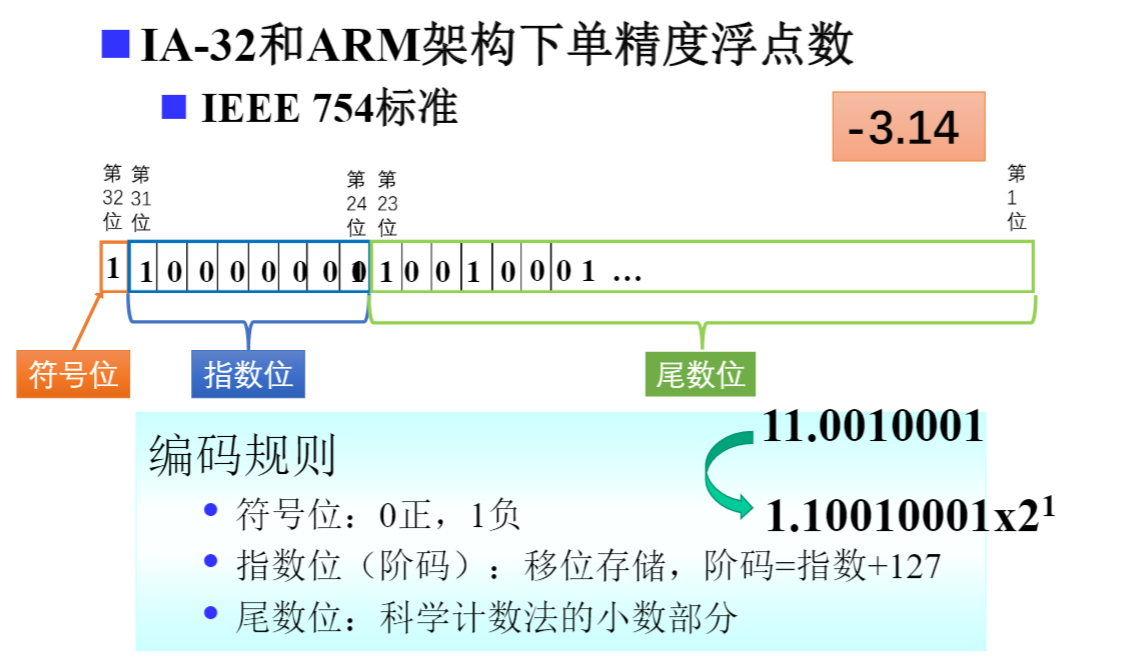 IA-32和ARM架构下单精度浮点数
IEEE 754标准
-3.14
第32位
第31位
第24位
第23位
第1位
1 1 0 0 0 0 0 0 1 0 0 1 0 0 0 1 …
符号位
指数位
尾数位
11.0010001
1.10010001x2¹
编码规则
符号位：0正，1负
指数位（阶码）：移位存储，阶码=指数+127
尾数位：科学计数法的小数部分